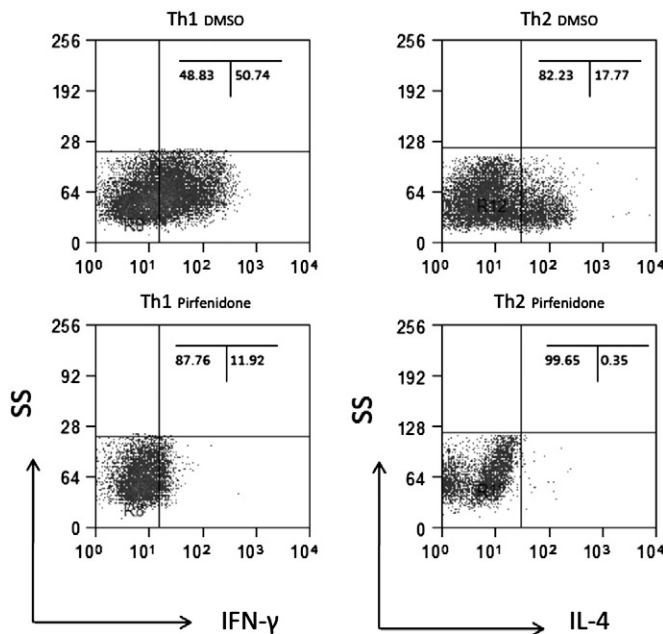 Th1 DMSO
256
192
28
64
0
48.83 50.74
10⁰ 10¹ 10² 10³ 10⁴
Th2 DMSO
256
192
128
64
0
82.23 17.77
R12
10⁰ 10¹ 10² 10³ 10⁴
Th1 Pirfenidone
256
92
28
64
0
87.76 11.92
10⁰ 10¹ 10² 10³ 10⁴
Th2 Pirfenidone
256
192
128
64
0
99.65 0.35
10⁰ 10¹ 10² 10³ 10⁴
SS
IFN-γ
SS
IL-4